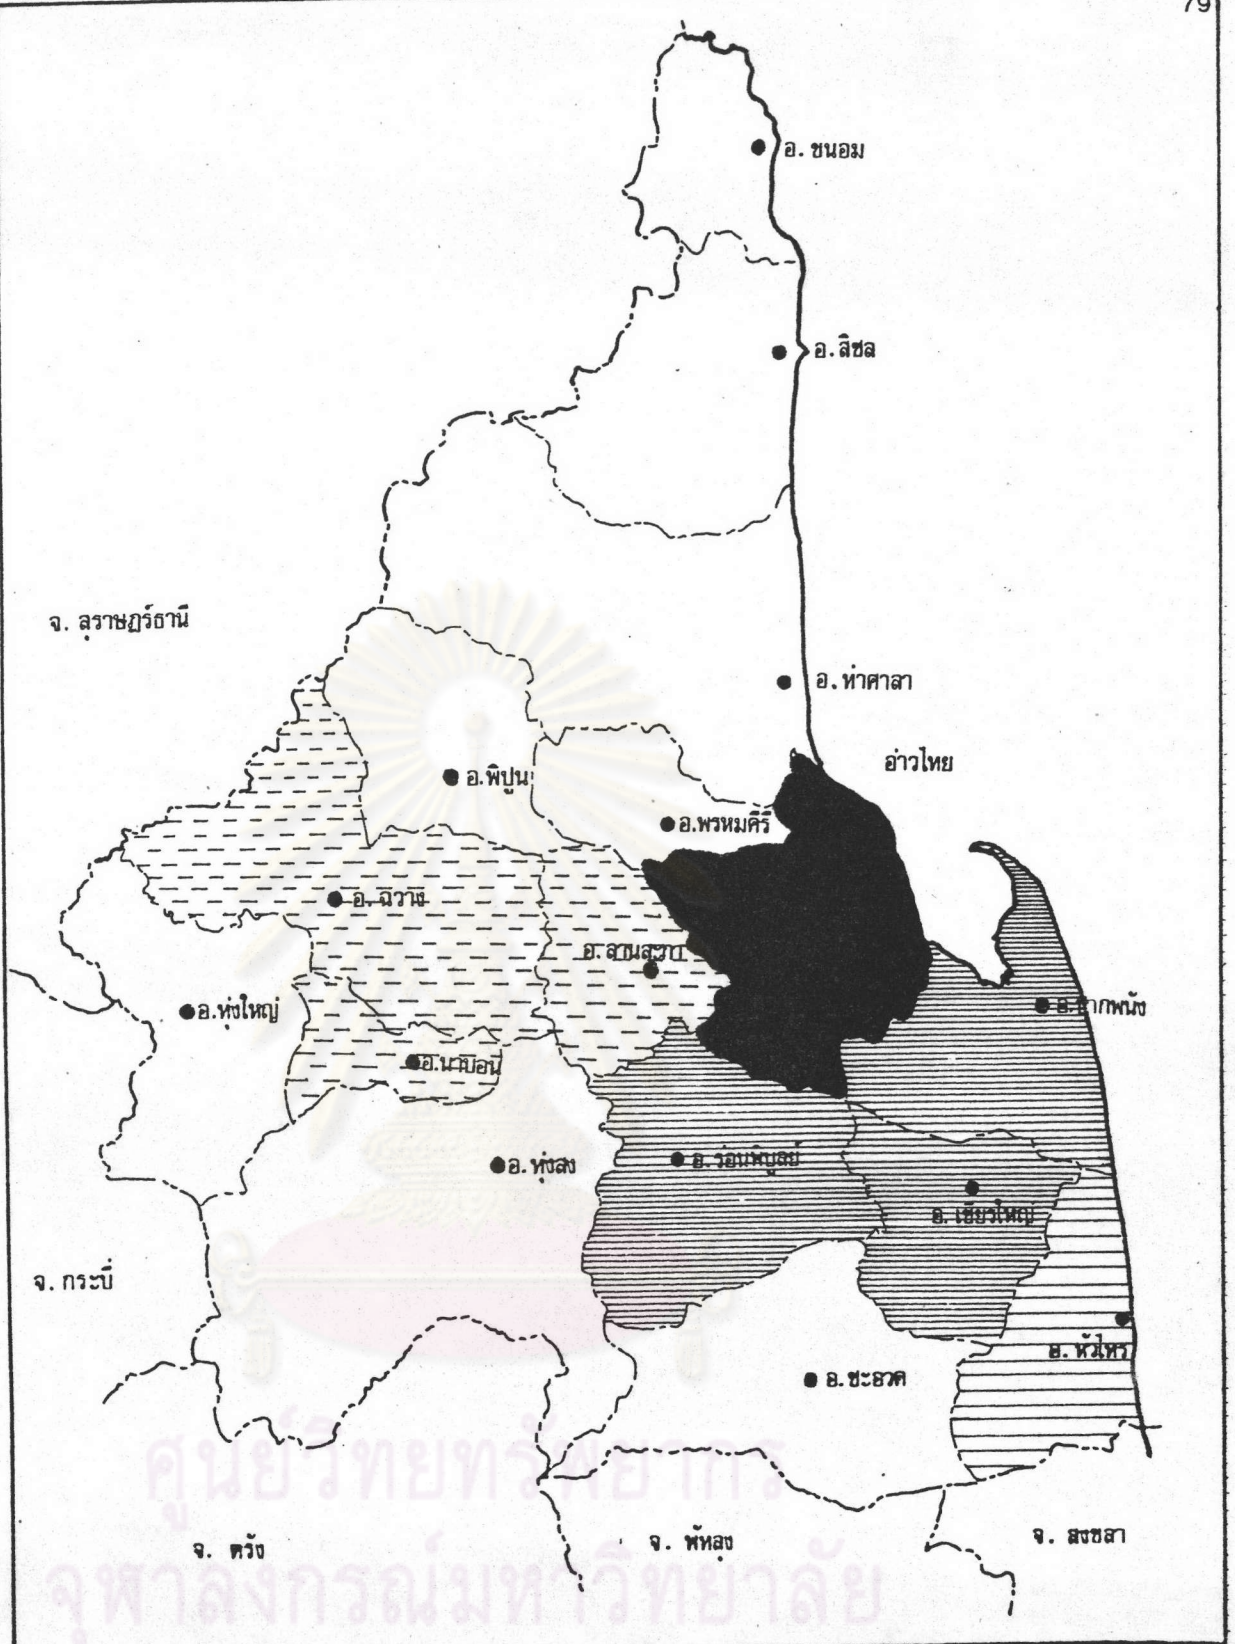 79
อ. ขนอม
อ. สิชล
จ. สุราษฎร์ธานี
อ. ท่าศาลา
อ่าวไทย
อ. พิปูน
อ. พรหมคีรี
อ. ฉวาง
อ. ลานสกา
อ. ปากพนัง
อ. ทุ่งใหญ่
อ. นาบอน
อ. ทุ่งสง
อ. ร่อนพิบูลย์
อ. เชียรใหญ่
จ. กระบี่
อ. หัวไทร
อ. ชะอวด
จ. ตรัง
จ. พัทลุง
จ. สงขลา
ศูนย์วิทยทรัพยากร
จุฬาลงกรณ์มหาวิทยาลัย